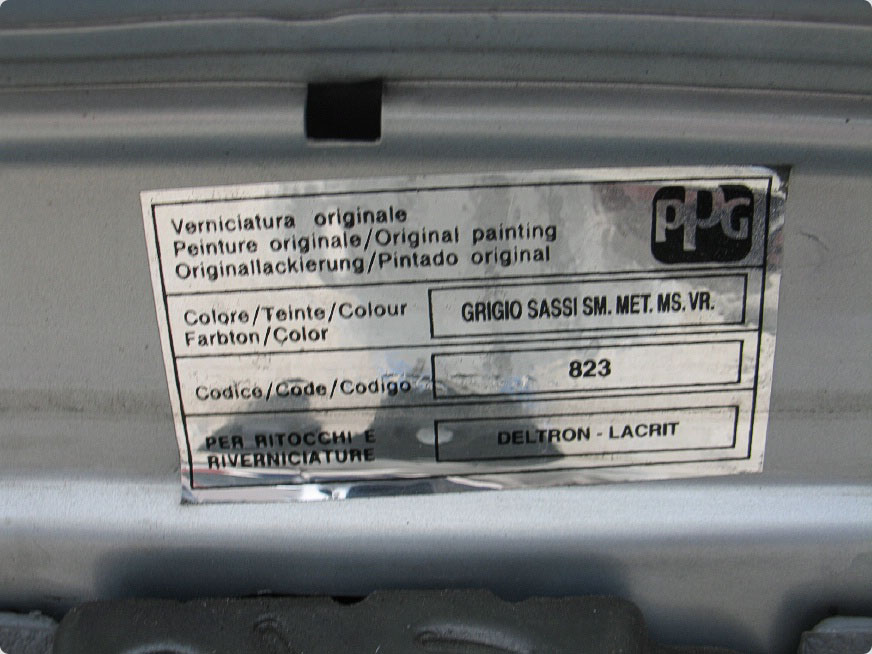 Verniciatura originale
Peinture originale/Original painting
Originallackierung/Pintado original
PPG
Colore/Teinte/Colour
Farbton/Color
GRIGIO SASSI SM. MET. MS. VR.
Codice/Code/Codigo
823
PER RITOCCHI E
RIVERNICIATURE
DELTRON - LACRIT